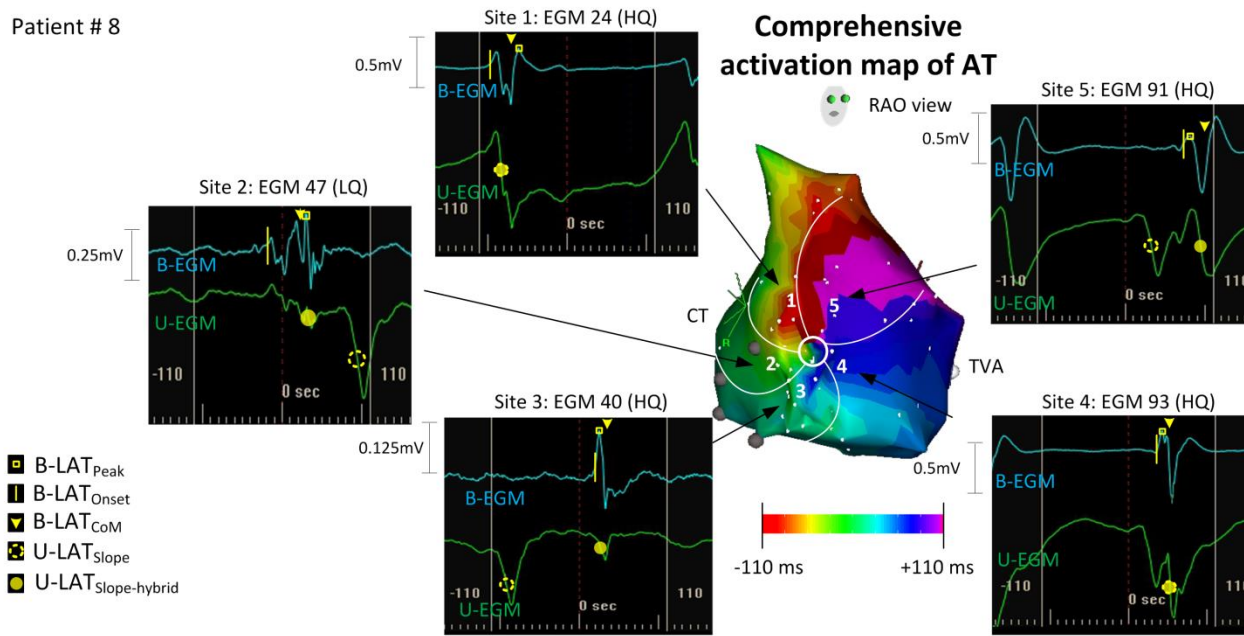 Patient # 8
Site 1: EGM 24 (HQ)
0.5mV
B-EGM
U-EGM
-110
0 sec
110
Comprehensive
activation map of AT
RAO view
Site 5: EGM 91 (HQ)
0.5mV
B-EGM
U-EGM
-110
0 sec
110
Site 2: EGM 47 (LQ)
0.25mV
B-EGM
U-EGM
-110
0 sec
110
CT
R
1
5
2
4
3
TVA
Site 3: EGM 40 (HQ)
0.125mV
B-EGM
U-EGM
-110
0 sec
110
Site 4: EGM 93 (HQ)
0.5mV
B-EGM
U-EGM
-110
0 sec
110
-110 ms
+110 ms
B-LATPeak
B-LATOnset
B-LATCoM
U-LATSlope
U-LATSlope-hybrid